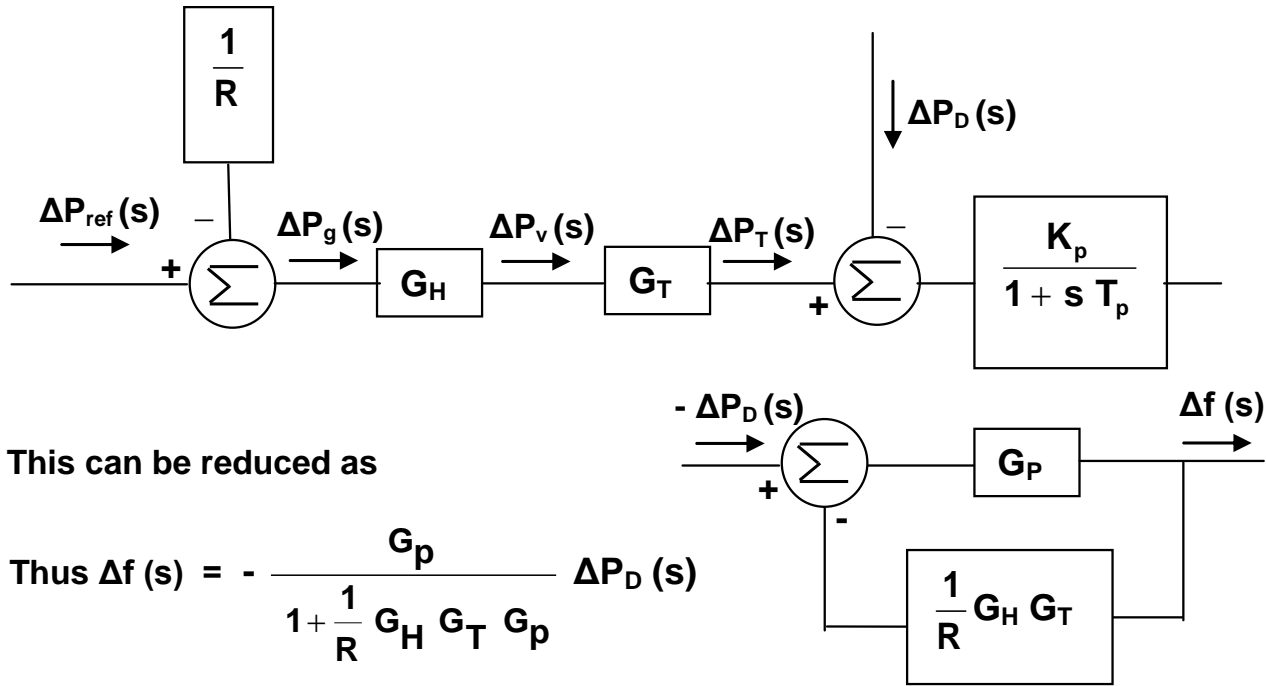 1
R
ΔP_D (s)
ΔP_ref (s)
−
ΔP_g (s)
ΔP_v (s)
ΔP_T (s)
−
+
Σ
G_H
G_T
+
Σ
K_p
1 + s T_p
- ΔP_D (s)
Δf (s)
This can be reduced as
+
Σ
-
G_P
Thus Δf (s) = - G_p / (1 + (1/R) G_H G_T G_p) ΔP_D (s)
1/R G_H G_T